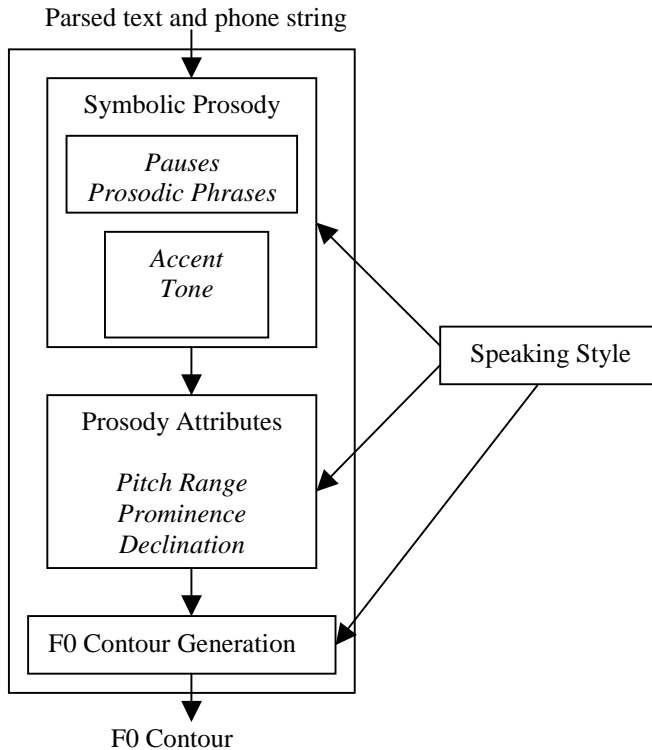 Parsed text and phone string
Symbolic Prosody
Pauses
Prosodic Phrases
Accent
Tone
Speaking Style
Prosody Attributes
Pitch Range
Prominence
Declination
F0 Contour Generation
F0 Contour